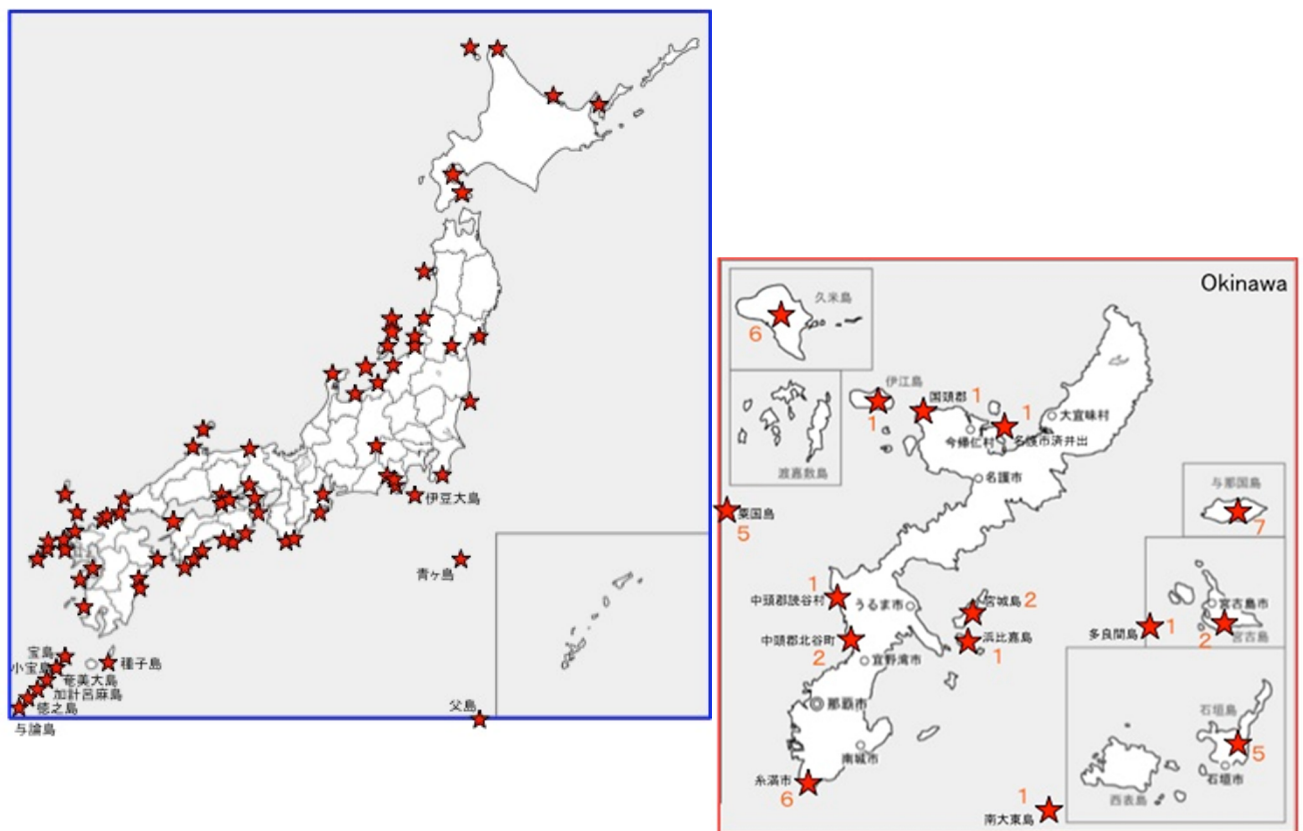 伊豆大島
青ヶ島
宝島
小宝島
種子島
奄美大島
加計呂麻島
徳之島
与論島
父島
Okinawa
久米島
6
伊江島
1
国頭郡 1
1
大宜味村
今帰仁村
名護市済井出
渡嘉敷島
名護市
与那国島
7
粟国島
5
1
中頭郡読谷村
うるま市
宮城島 2
宮古島市
多良間島 1
2
宮古島
中頭郡北谷町
2
浜比嘉島
1
宜野湾市
那覇市
石垣島
5
南城市
石垣市
西表島
糸満市
6
1
南大東島